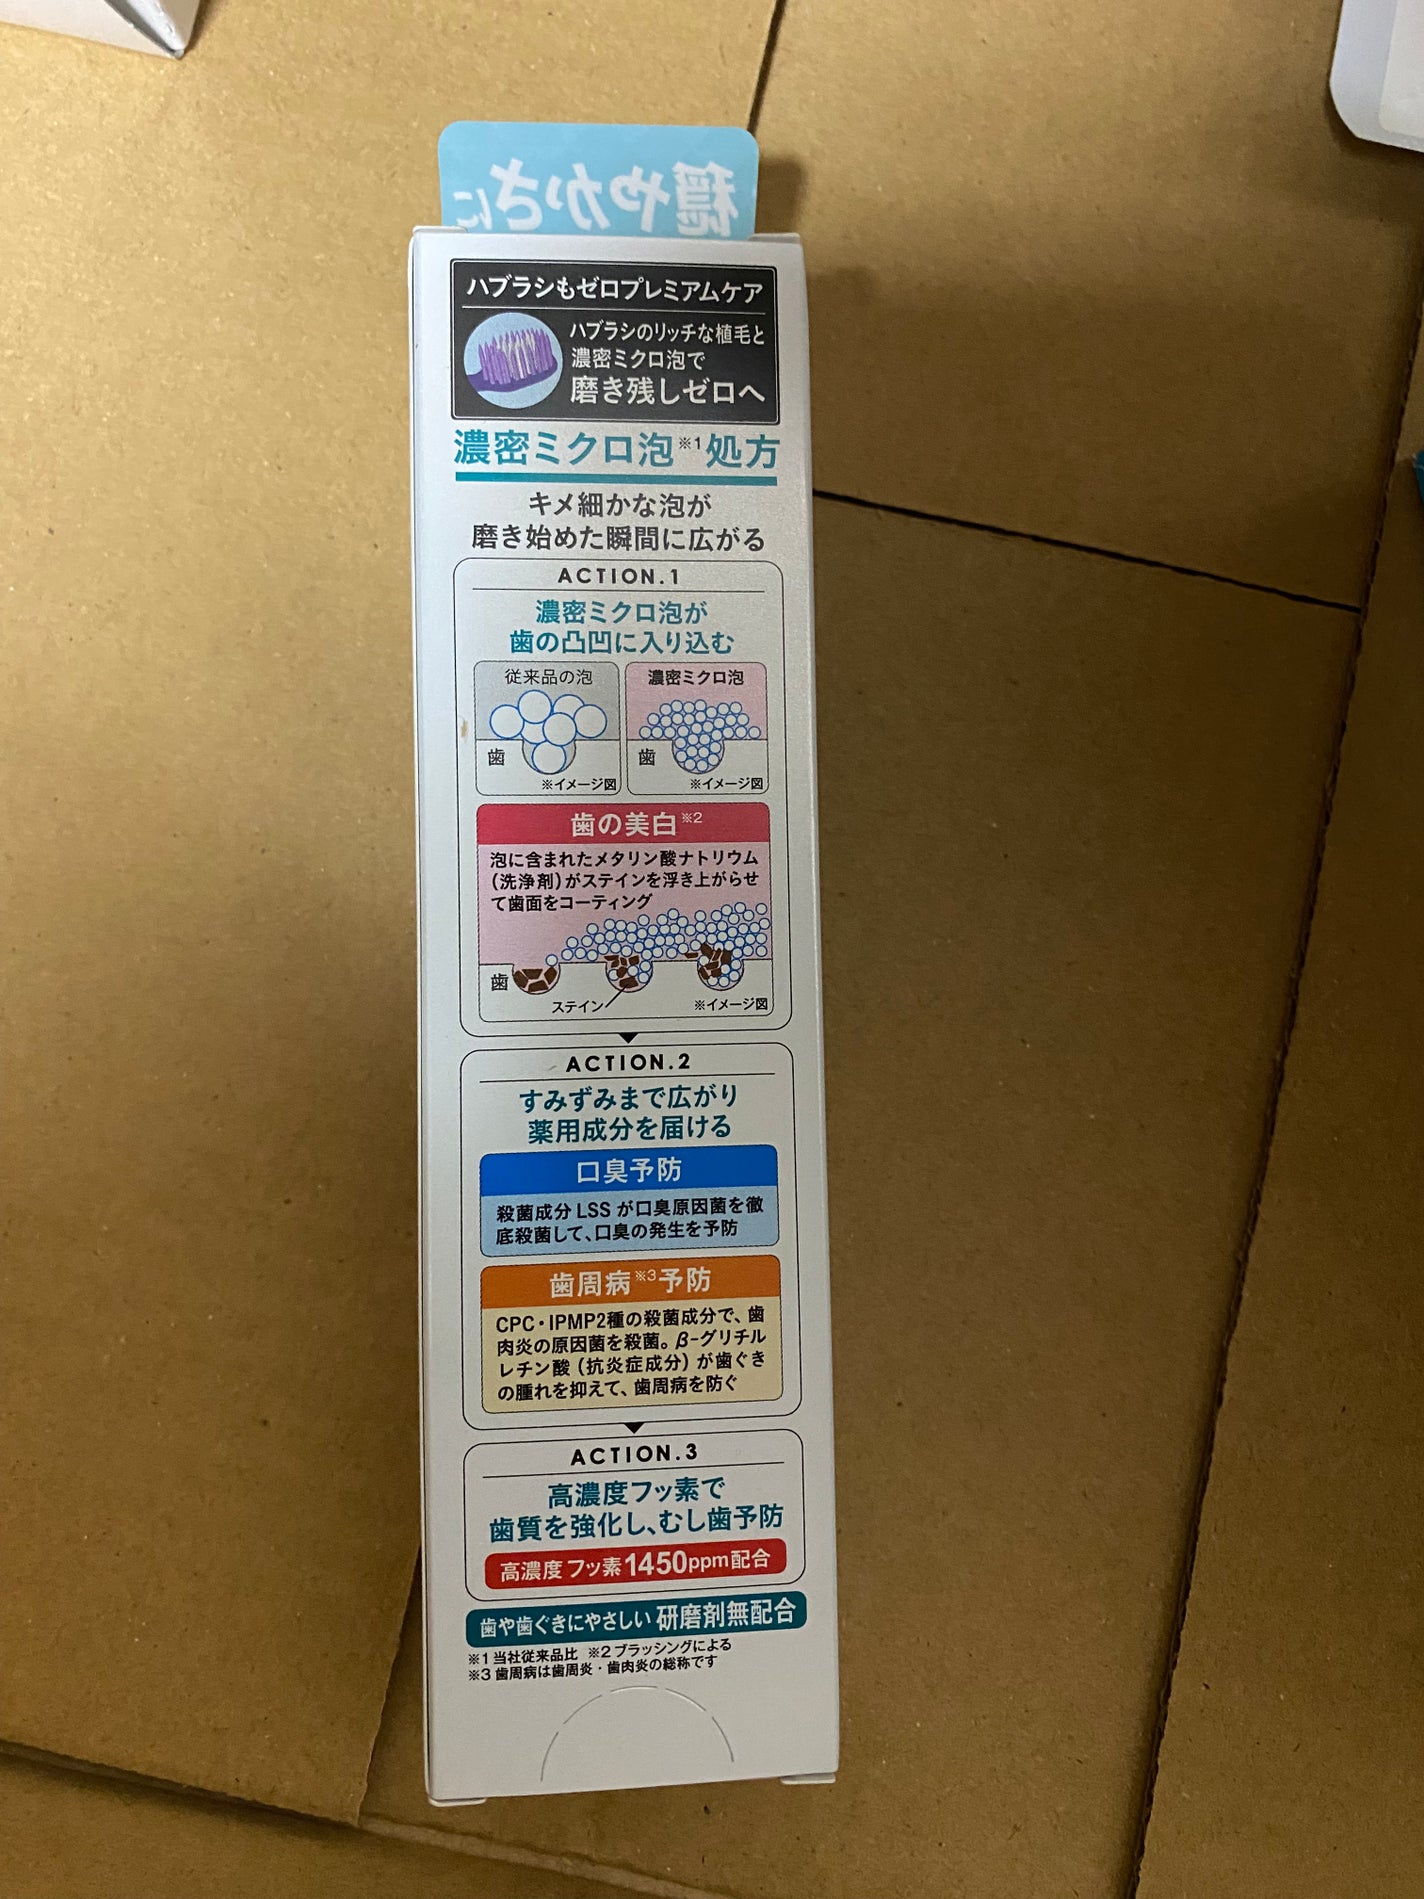 穏やかさに
ハブラシもゼロプレミアムケア
ハブラシのリッチな植毛と
濃密ミクロ泡で
磨き残しゼロへ
濃密ミクロ泡※1処方
キメ細かな泡が
磨き始めた瞬間に広がる
ACTION.1
濃密ミクロ泡が
歯の凸凹に入り込む
従来品の泡
歯
※イメージ図
濃密ミクロ泡
歯
※イメージ図
歯の美白※2
泡に含まれたメタリン酸ナトリウム
(洗浄剤)がステインを浮き上がらせ
て歯面をコーティング
歯
ステイン
※イメージ図
ACTION.2
すみずみまで広がり
薬用成分を届ける
口臭予防
殺菌成分 LSS が口臭原因菌を徹
底殺菌して、口臭の発生を予防
歯周病※3予防
CPC・IPMP2種の殺菌成分で、歯
肉炎の原因菌を殺菌。β-グリチル
レチン酸(抗炎症成分)が歯ぐき
の腫れを抑えて、歯周病を防ぐ
ACTION.3
高濃度フッ素で
歯質を強化し、むし歯予防
高濃度 フッ素1450ppm配合
歯や歯ぐきにやさしい 研磨剤無配合
※1 当社従来品比 ※2 ブラッシングによる
※3 歯周病は歯周炎・歯肉炎の総称です